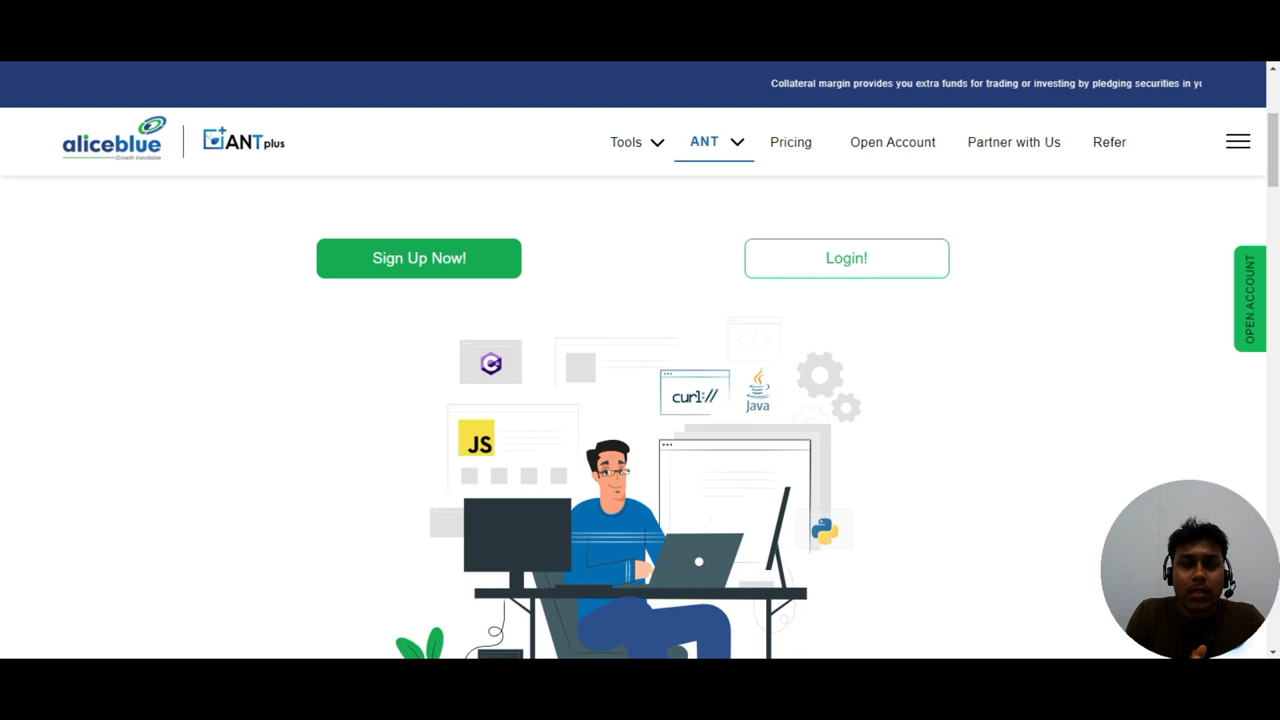 Collateral margin provides you extra funds for trading or investing by pledging securities in
aliceblue
Growth Inevitable
ANT plus
Tools
ANT
Pricing
Open Account
Partner with Us
Refer
Sign Up Now!
Login!
OPEN ACCOUNT
C#
</>
curl://
Java
JS